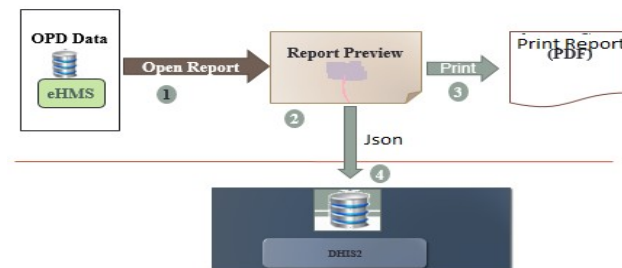 OPD Data
eHMS
Open Report
1
Report Preview
2
Print
3
Print Report
(PDF)
Json
4
DHIS2